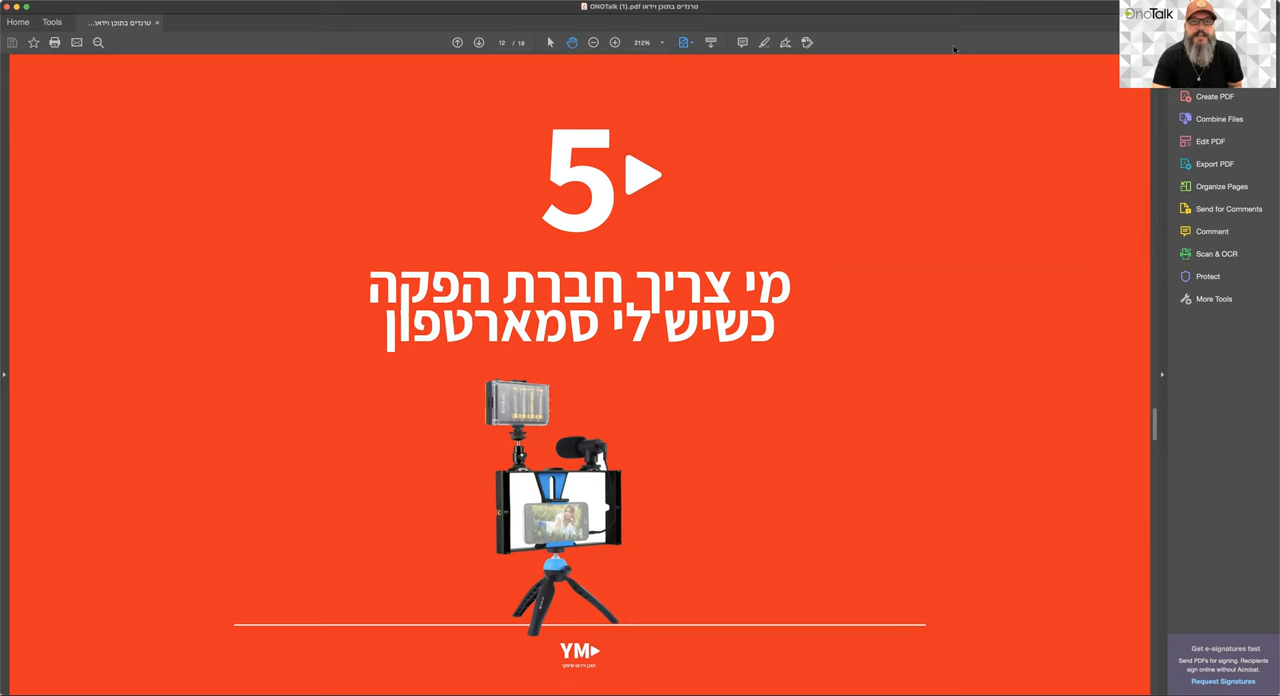 ONOTalk (1).pdf טרנדים בתוכן וידאו
Home
Tools
טרנדים בתוכן וידאו...
12 / 19
212%
OnoTalk
5
מי צריך חברת הפקה
כשיש לי סמארטפון
YM
תוכן וידאו שיווקי
Create PDF
Combine Files
Edit PDF
Export PDF
Organize Pages
Send for Comments
Comment
Scan & OCR
Protect
More Tools
Get e-signatures fast
Send PDFs for signing. Recipients
sign online without Acrobat.
Request Signatures